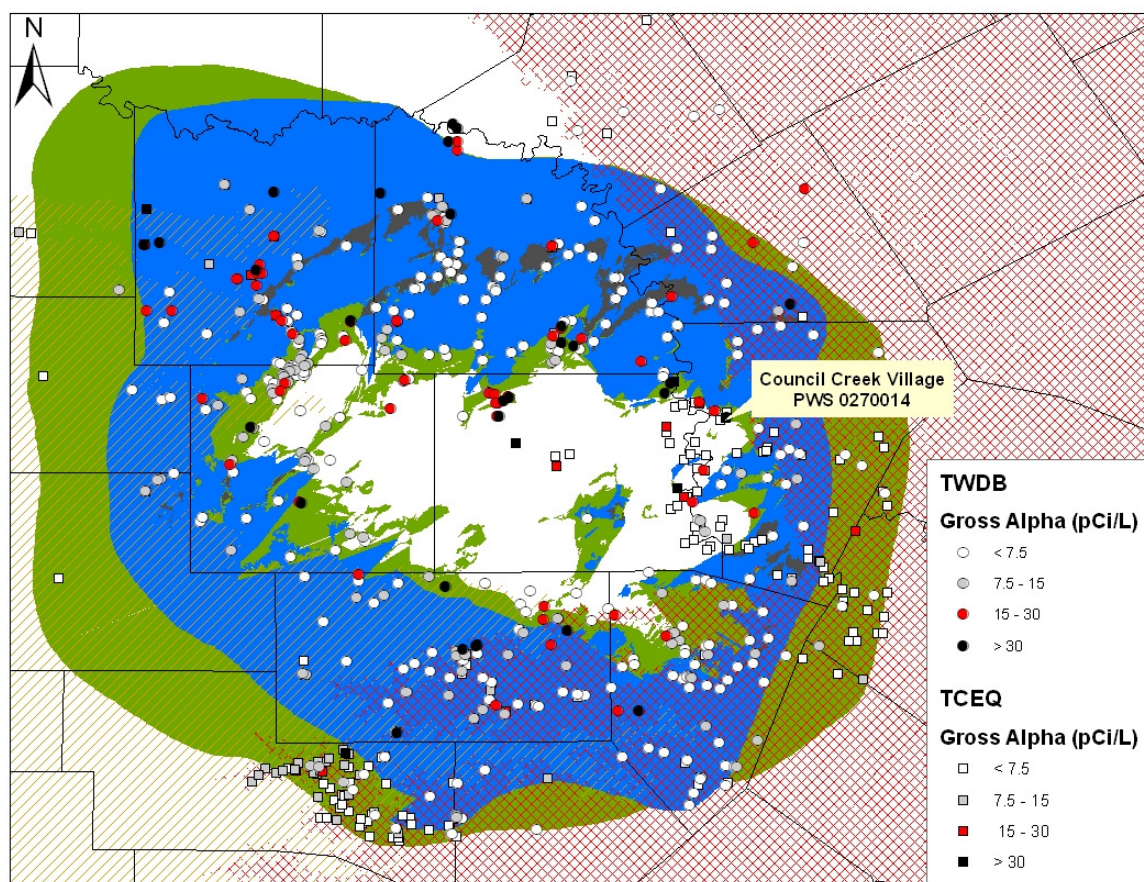 N
Council Creek Village
PWS 0270014
TWDB
Gross Alpha (pCi/L)
< 7.5
7.5 - 15
15 - 30
> 30
TCEQ
Gross Alpha (pCi/L)
< 7.5
7.5 - 15
15 - 30
> 30